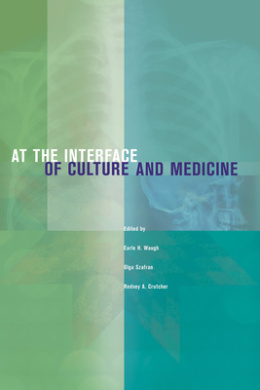 AT THE INTERFACE
OF CULTURE AND MEDICINE
Edited by
Earle H. Waugh
Olga Szafran
Rodney A. Crutcher